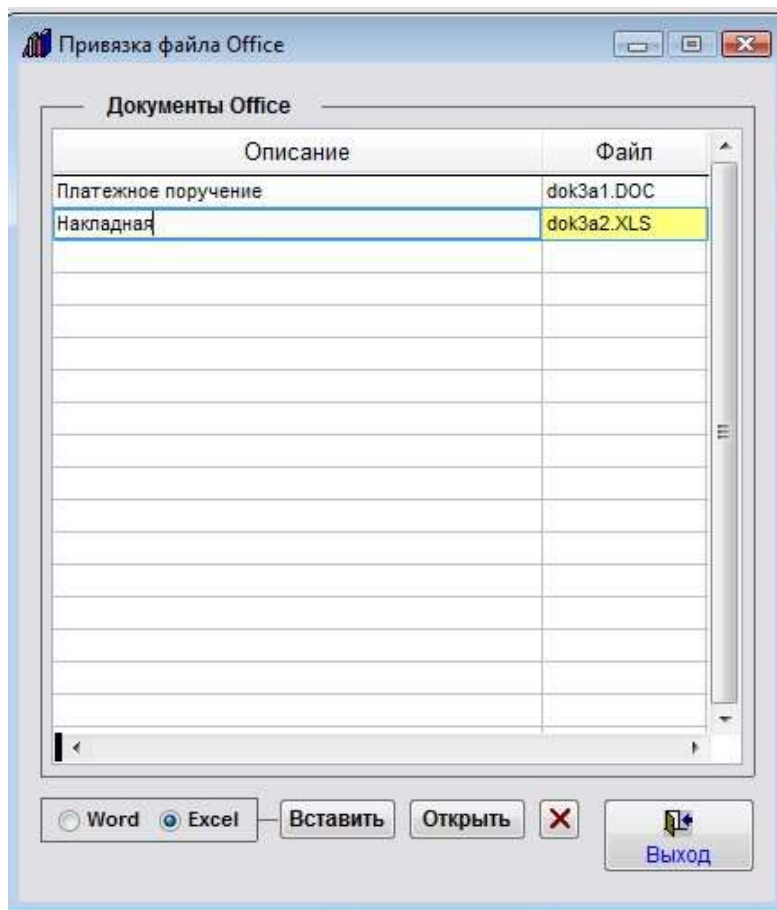 Привязка файла Office
Документы Office
Описание Файл
Платежное поручение dok3a1.DOC
Накладная dok3a2.XLS
Word Excel Вставить Открыть
Выход